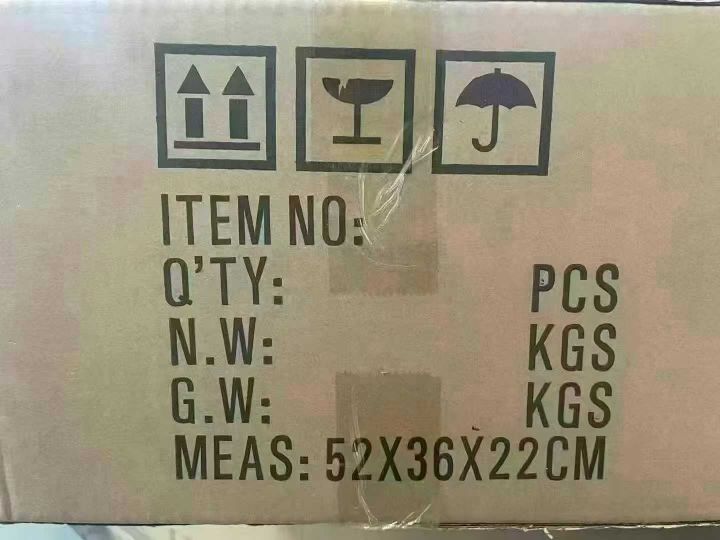 ITEM NO:
Q'TY: PCS
N.W: KGS
G.W: KGS
MEAS: 52X36X22CM